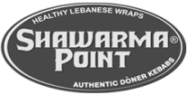 HEALTHY LEBANESE WRAPS
SHAWARMA®
POINT
AUTHENTIC DÖNER KEBABS